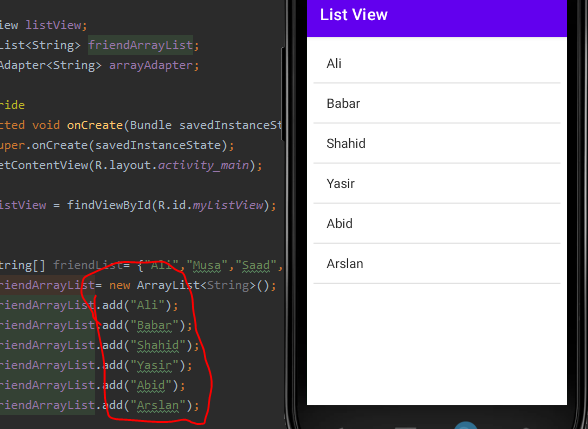 iew listView;
List<String> friendArrayList;
Adapter<String> arrayAdapter;
ride
cted void onCreate(Bundle savedInstanceSt
uper.onCreate(savedInstanceState);
etContentView(R.layout.activity_main);
istView = findViewById(R.id.myListView);
tring[] friendList= {"Ali","Musa","Saad",
riendArrayList= new ArrayList<String>();
riendArrayList.add("Ali");
riendArrayList.add("Babar");
riendArrayList.add("Shahid");
riendArrayList.add("Yasir");
riendArrayList.add("Abid");
riendArrayList.add("Arslan");
List View
Ali
Babar
Shahid
Yasir
Abid
Arslan